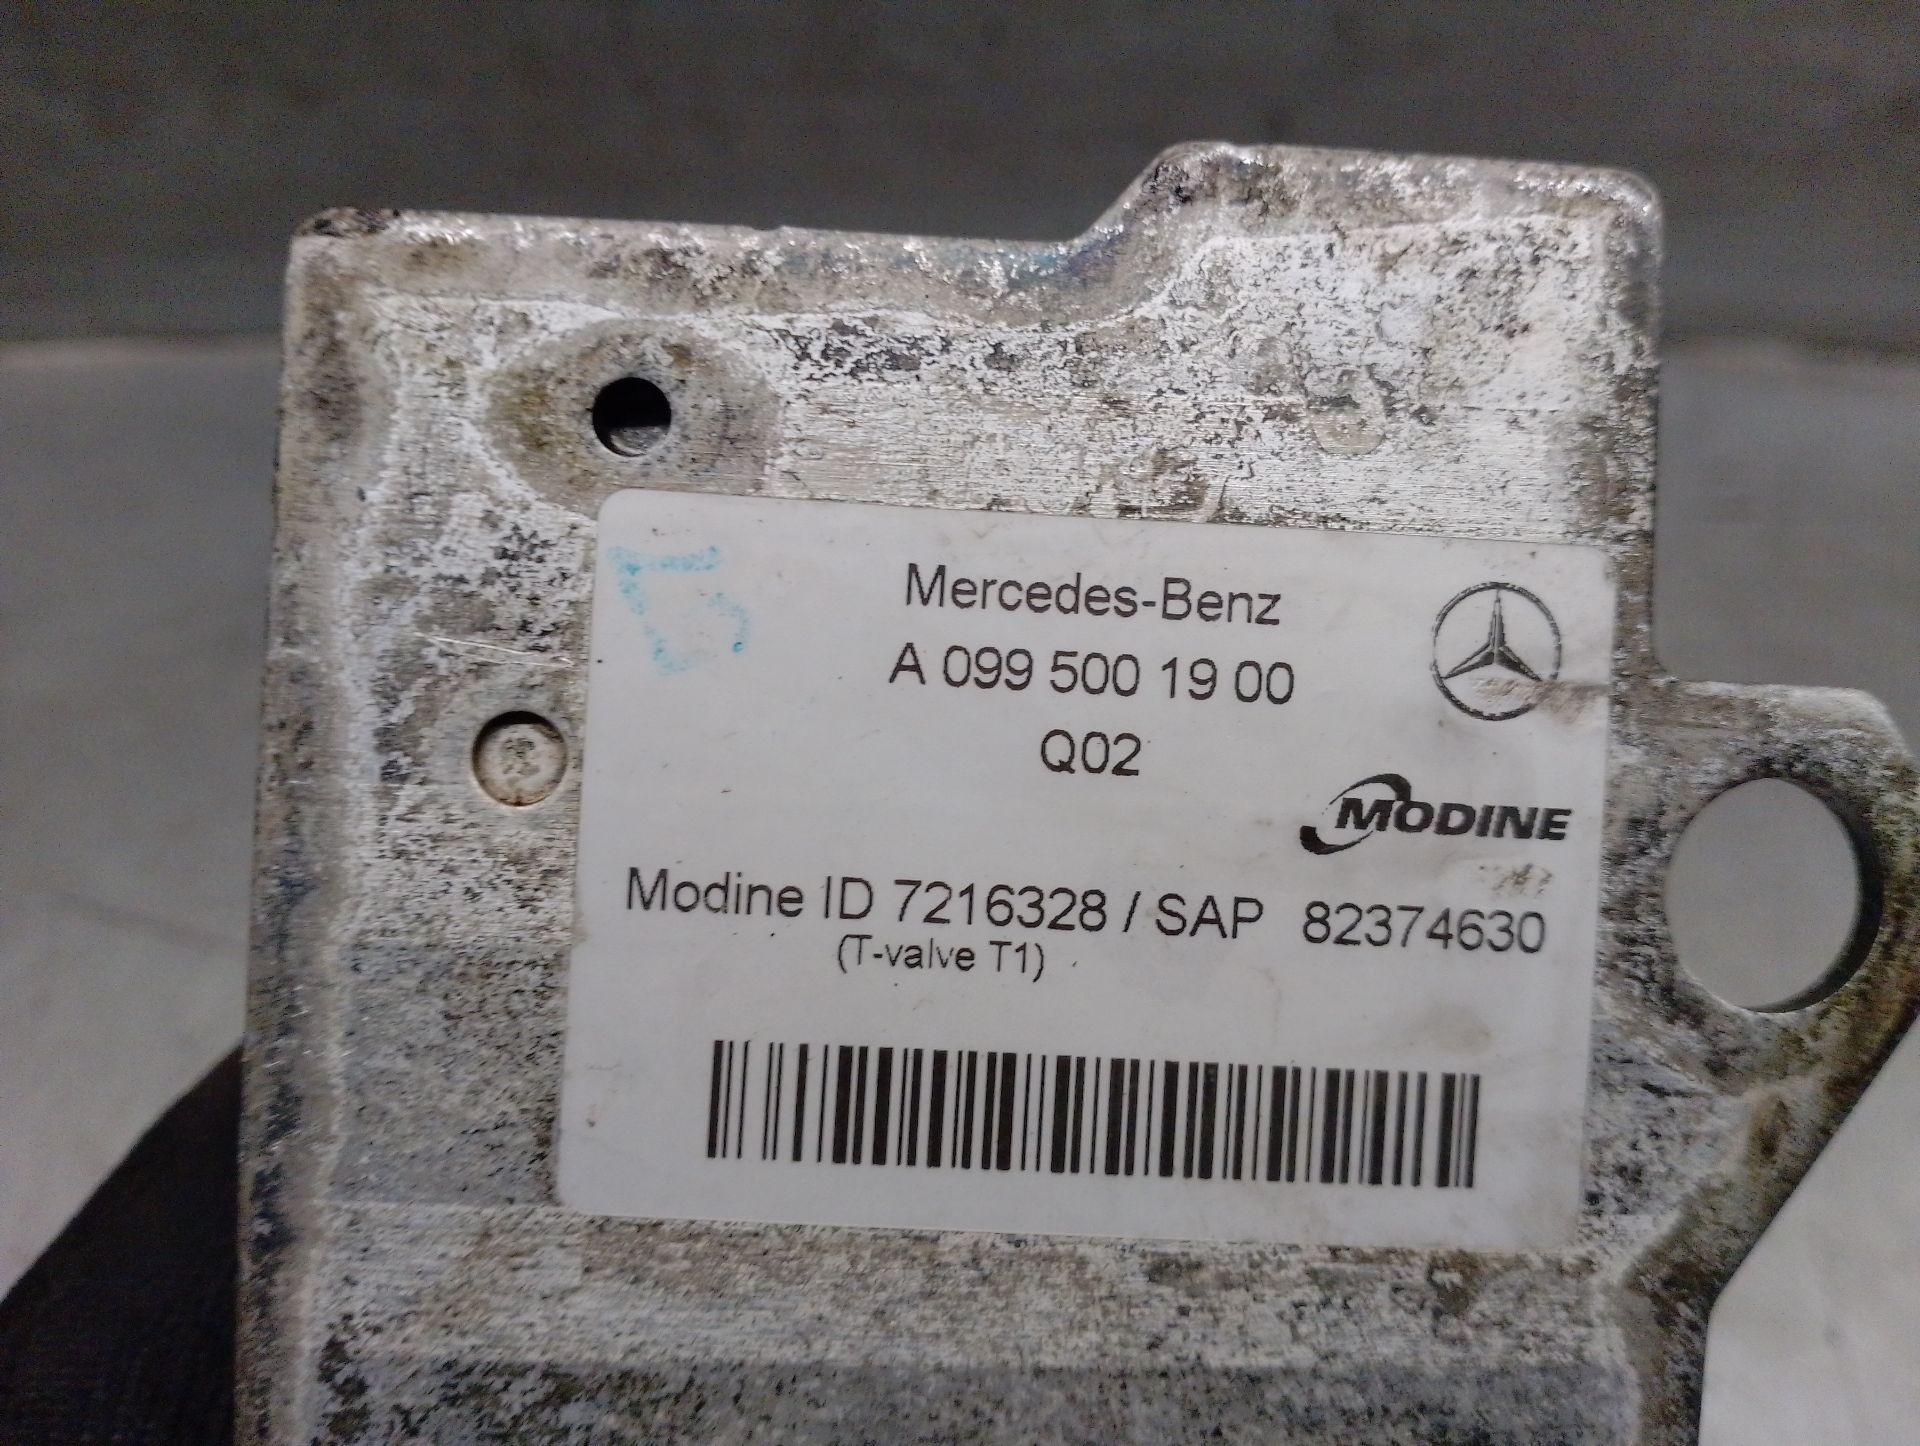 Mercedes-Benz
A 099 500 19 00
Q02
MODINE
Modine ID 7216328 / SAP 82374630
(T-valve T1)